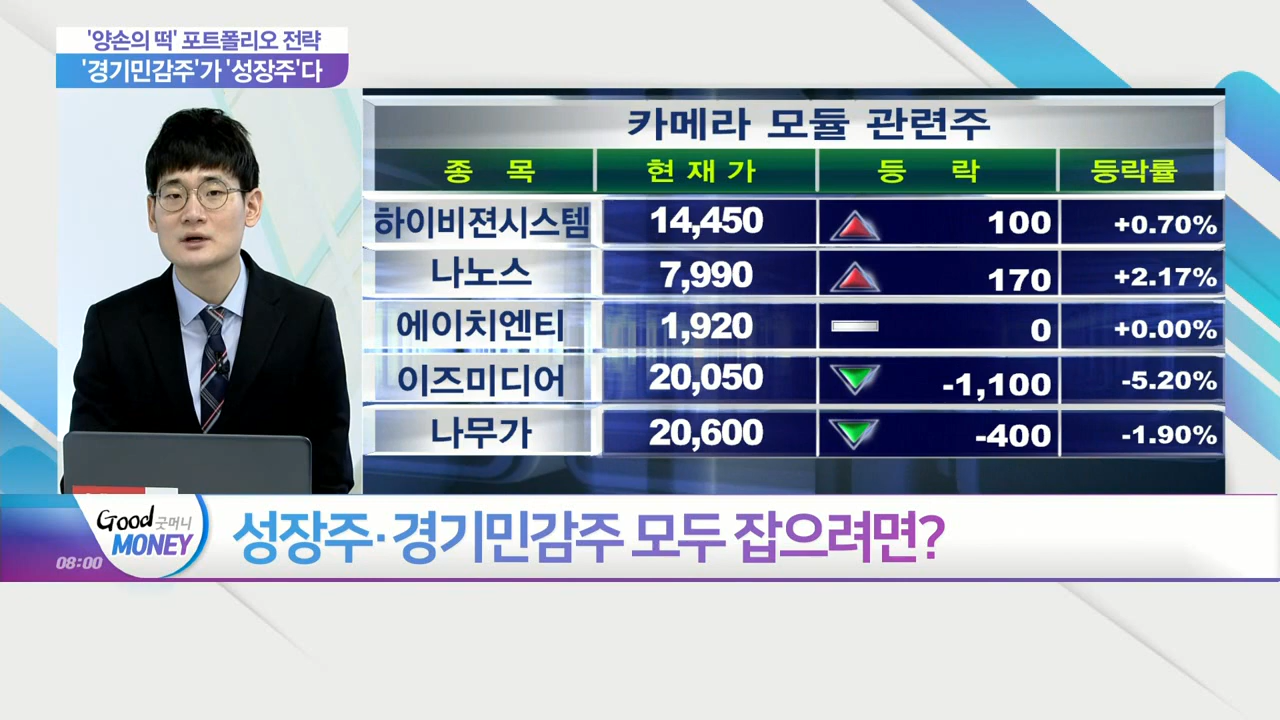 '양손의 떡' 포트폴리오 전략
'경기민감주'가 '성장주'다
카메라 모듈 관련주
종 목 현 재 가 등 락 등락률
하이비젼시스템 14,450 100 +0.70%
나노스 7,990 170 +2.17%
에이치엔티 1,920 0 +0.00%
이즈미디어 20,050 -1,100 -5.20%
나무가 20,600 -400 -1.90%
Good 굿머니
MONEY
08:00
성장주·경기민감주 모두 잡으려면?